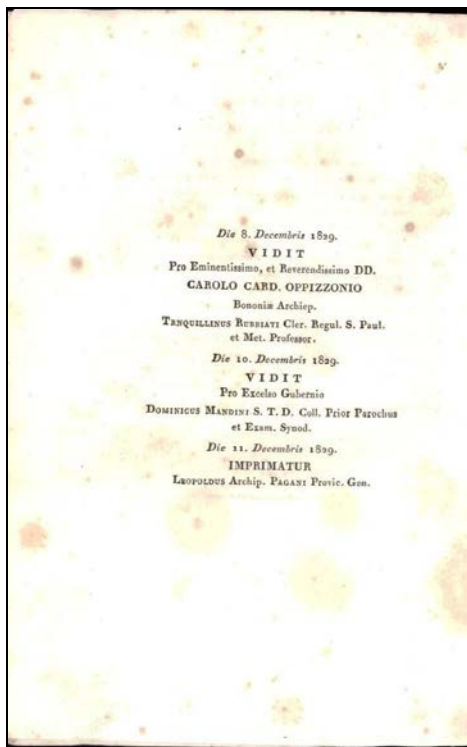 Die 8. Decembris 1829.
VIDIT
Pro Eminentissimo, et Reverendissimo DD.
CAROLO CARD. OPPIZZONIO
Bononiæ Archiep.
TRNQUILLINUS RUBBIATI Cler. Regul. S. Paul.
et Met. Professor.
Die 10. Decembris 1829.
VIDIT
Pro Excelso Gubernio
DOMINICUS MANDINI S. T. D. Coll. Prior Parochus
et Exam. Synod.
Die 11. Decembris 1829.
IMPRIMATUR
LEOPOLDUS Archip. PAGANI Provic. Gen.